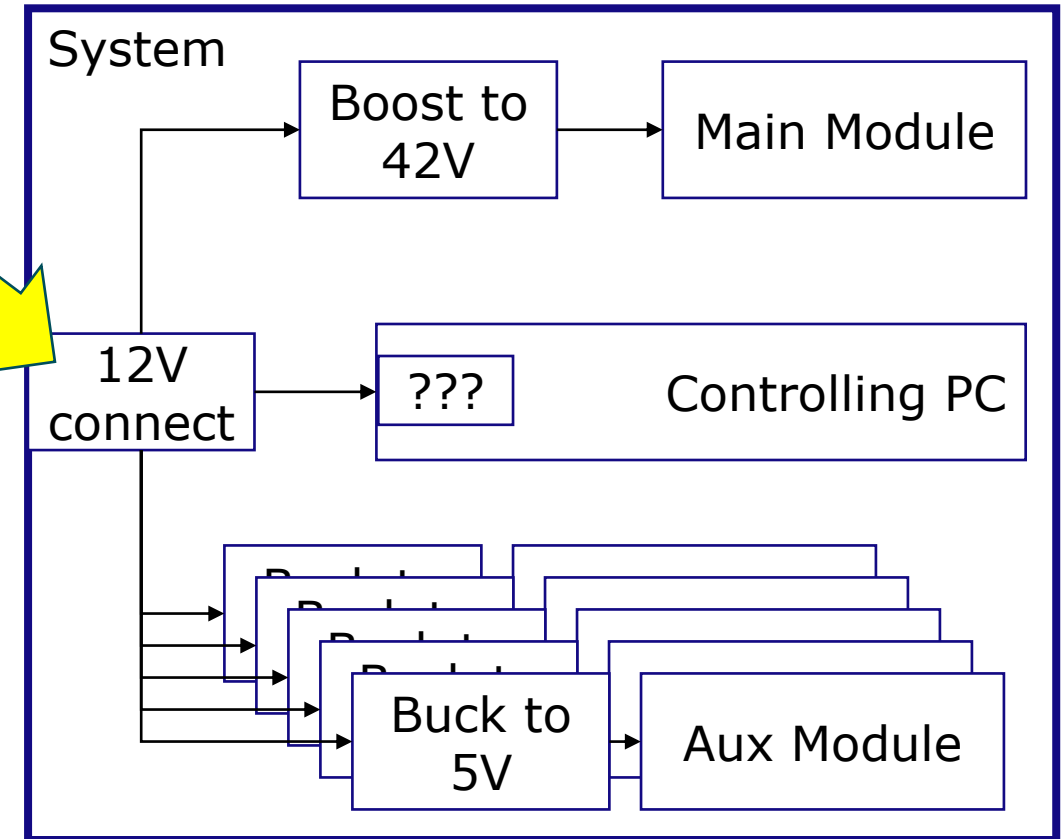 System
Boost to
42V
Main Module
12V
connect
???
Controlling PC
Buck to
5V
Aux Module